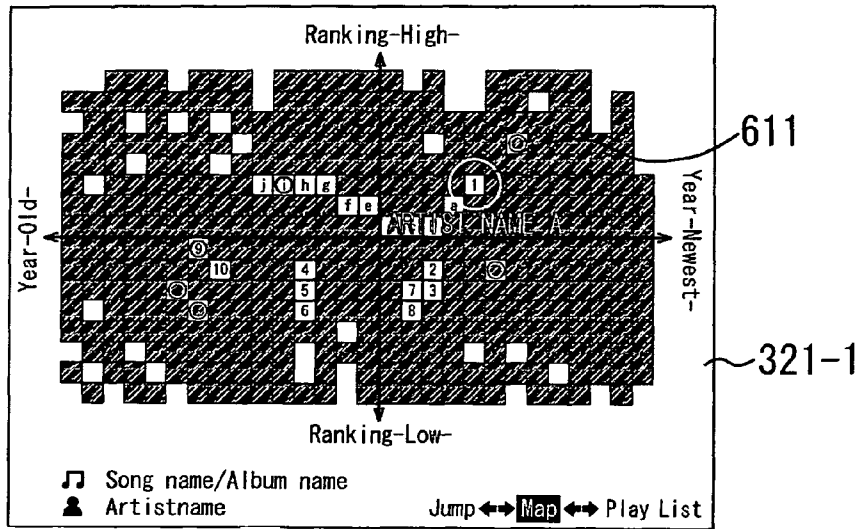 Ranking-High-
611
j i h g 1
f e a
ARTIST NAME A
Year-Old-
Year-Newest-
9
10 4 2
5 7 3
6 8
321-1
Ranking-Low-
Song name/Album name
Artistname
Jump Map Play List